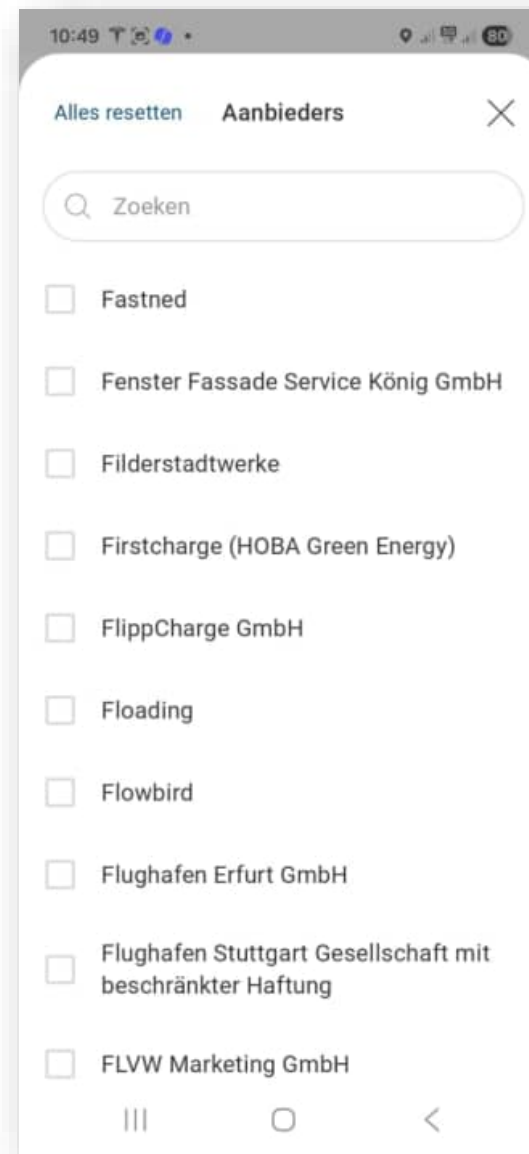 10:49
80
Alles resetten Aanbieders
Zoeken
Fastned
Fenster Fassade Service König GmbH
Filderstadtwerke
Firstcharge (HOBA Green Energy)
FlippCharge GmbH
Floading
Flowbird
Flughafen Erfurt GmbH
Flughafen Stuttgart Gesellschaft mit
beschränkter Haftung
FLVW Marketing GmbH